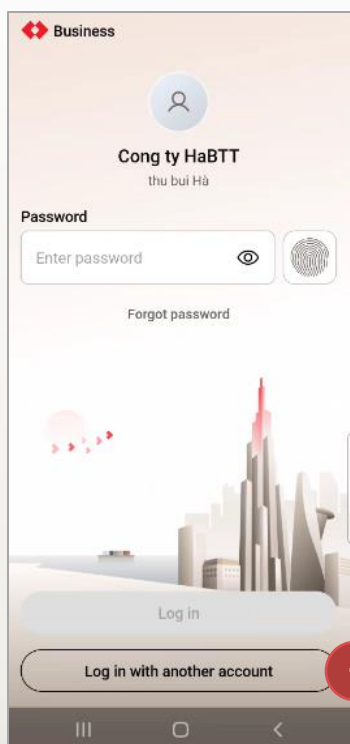 Business
Cong ty HaBTT
thu bui Hà
Password
Enter password
Forgot password
Log in
Log in with another account